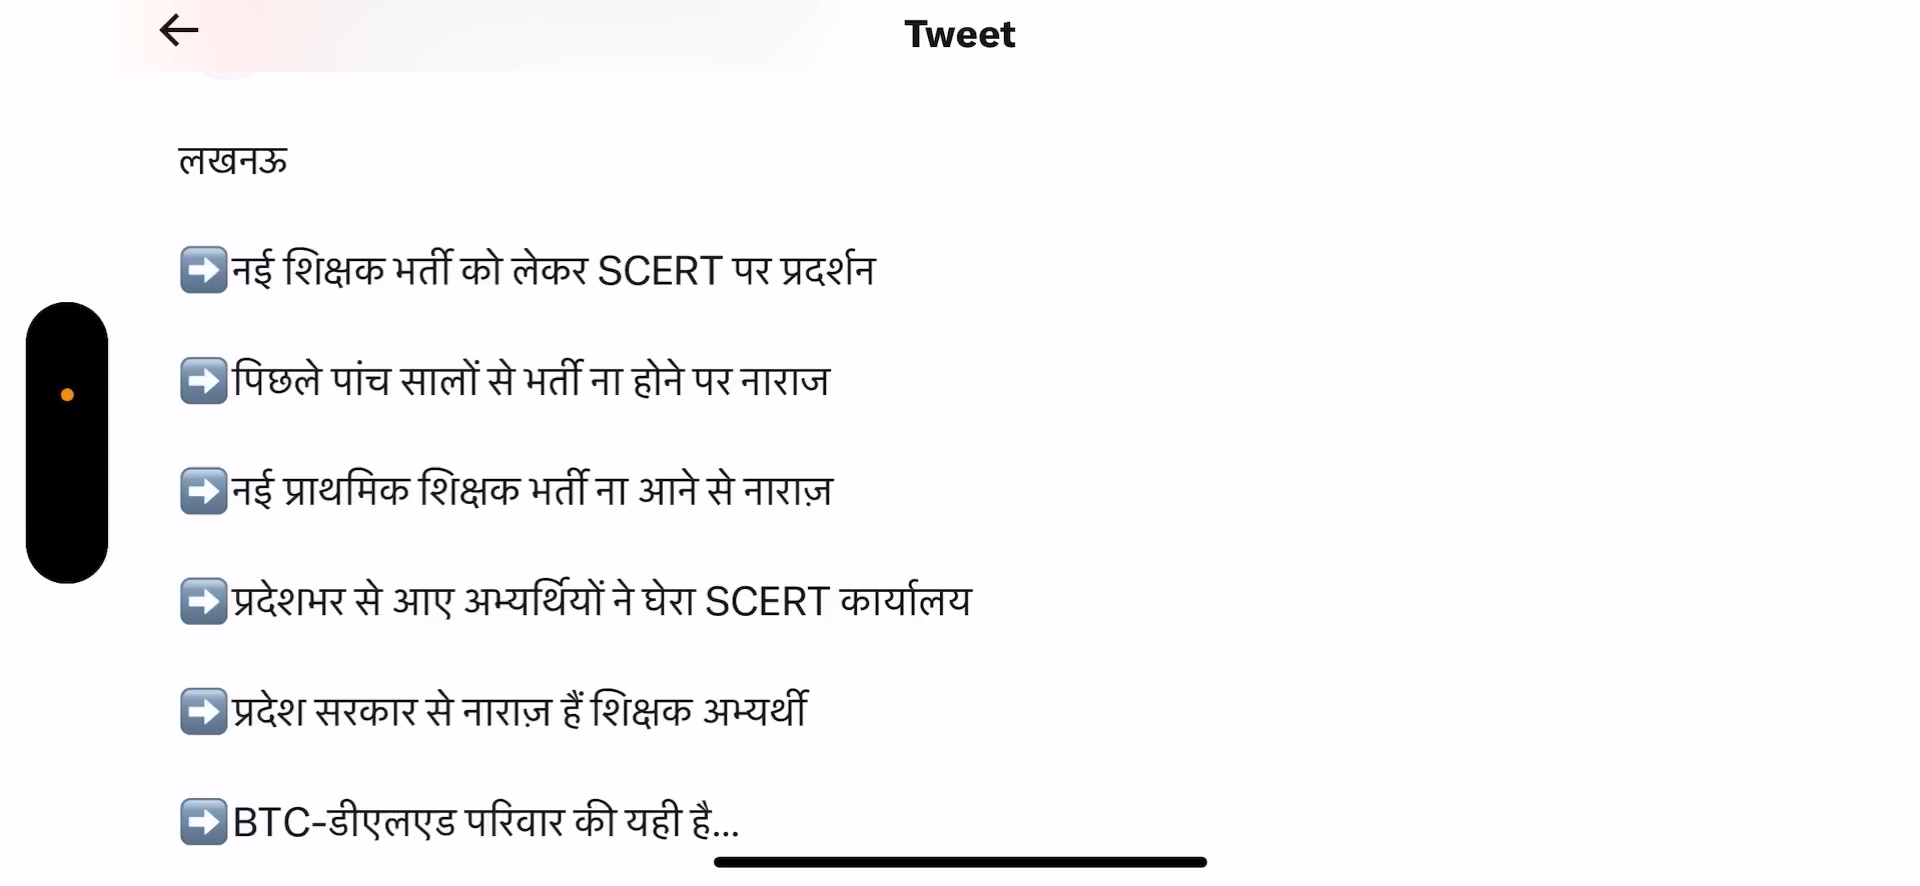 Tweet
लखनऊ
➡️नई शिक्षक भर्ती को लेकर SCERT पर प्रदर्शन
➡️पिछले पांच सालों से भर्ती ना होने पर नाराज
➡️नई प्राथमिक शिक्षक भर्ती ना आने से नाराज़
➡️प्रदेशभर से आए अभ्यर्थियों ने घेरा SCERT कार्यालय
➡️प्रदेश सरकार से नाराज़ हैं शिक्षक अभ्यर्थी
➡️BTC-डीएलएड परिवार की यही है...